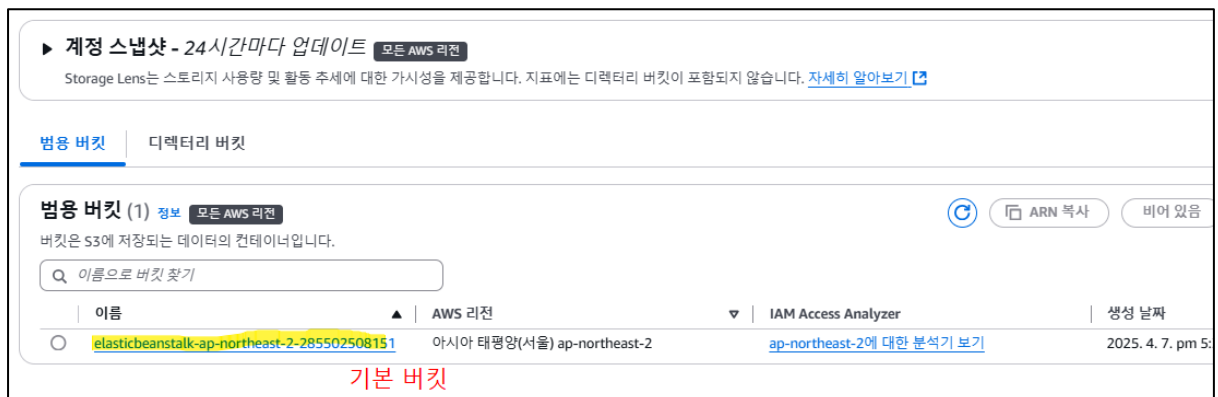 ▶ 계정 스냅샷 - 24시간마다 업데이트 모든 AWS 리전
Storage Lens는 스토리지 사용량 및 활동 추세에 대한 가시성을 제공합니다. 지표에는 디렉터리 버킷이 포함되지 않습니다. 자세히 알아보기
범용 버킷 디렉터리 버킷
범용 버킷 (1) 정보 모든 AWS 리전 ARN 복사 비어 있음
버킷은 S3에 저장되는 데이터의 컨테이너입니다.
이름으로 버킷 찾기
이름 ▲ AWS 리전 ▽ IAM Access Analyzer 생성 날짜
elasticbeanstalk-ap-northeast-2-285502508151 아시아 태평양(서울) ap-northeast-2 ap-northeast-2에 대한 분석기 보기 2025. 4. 7. pm 5:
기본 버킷